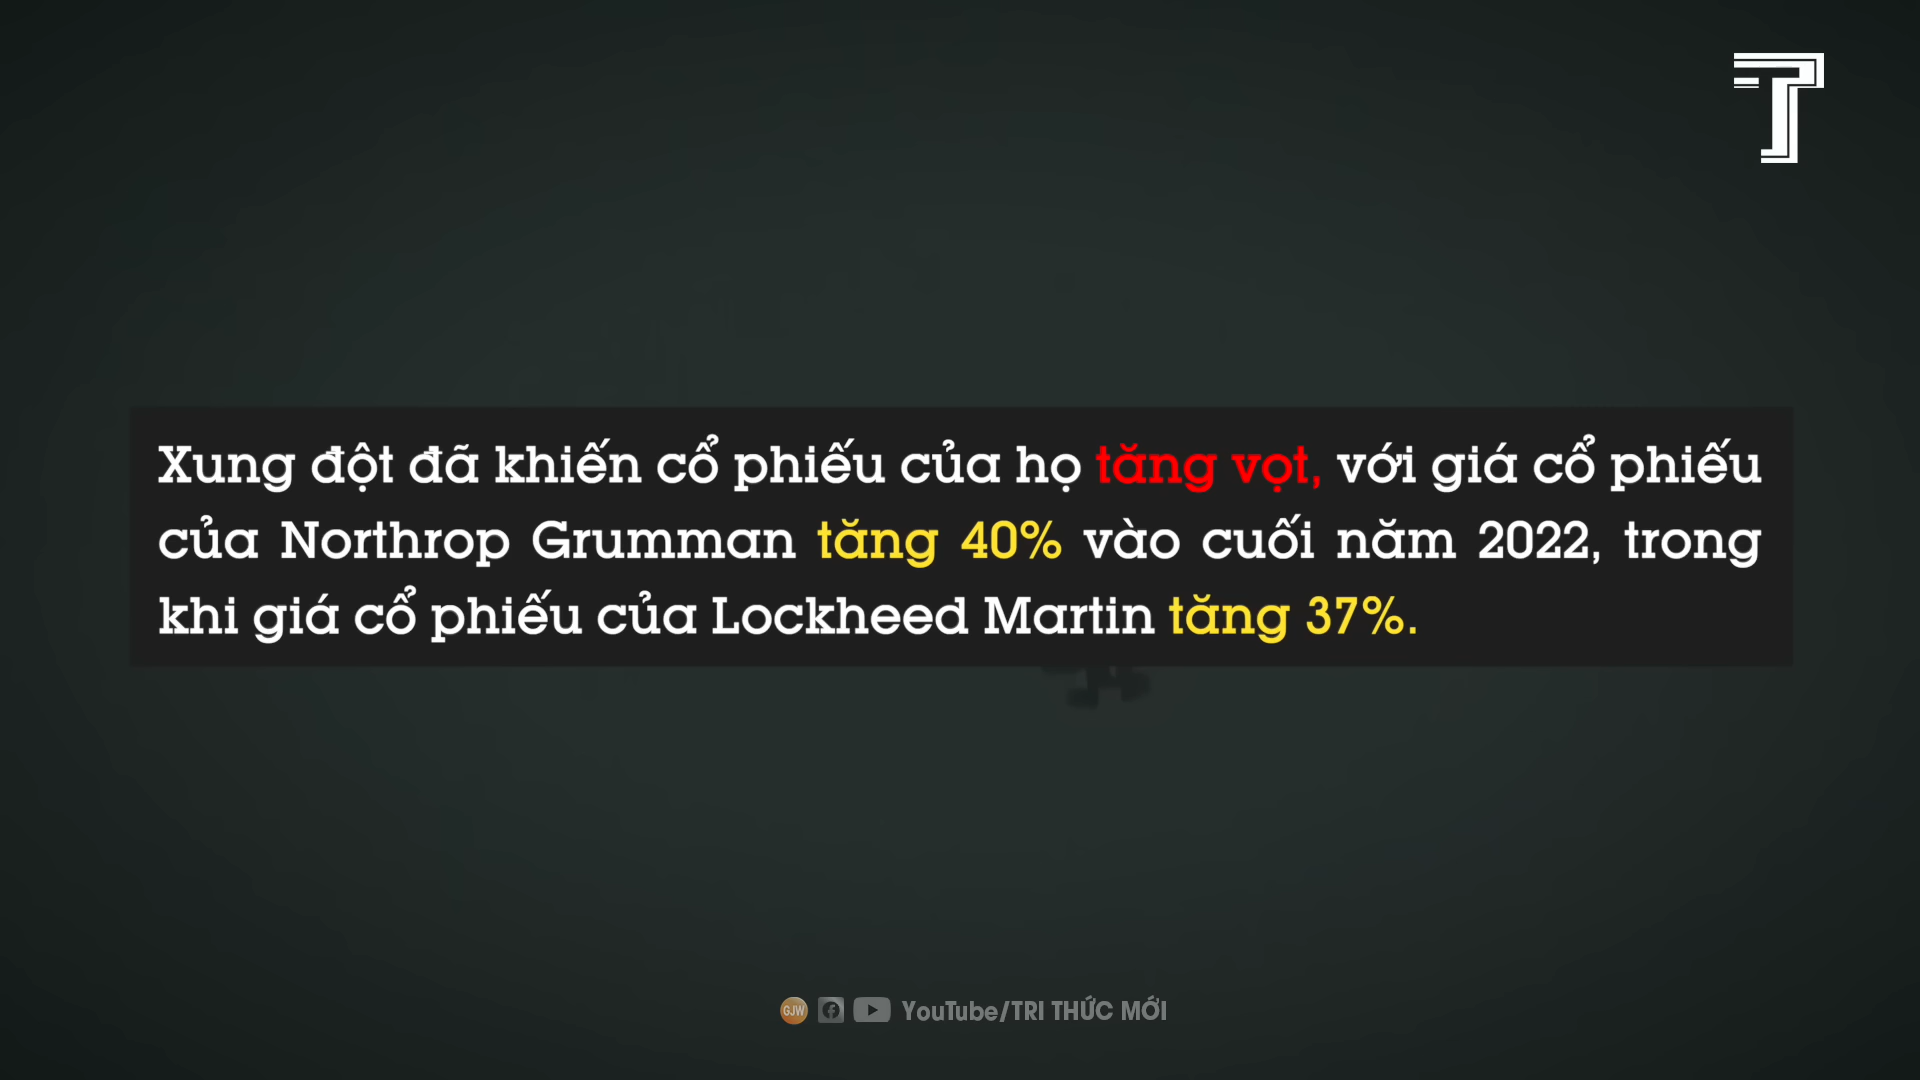 T
Xung đột đã khiến cổ phiếu của họ tăng vọt, với giá cổ phiếu
của Northrop Grumman tăng 40% vào cuối năm 2022, trong
khi giá cổ phiếu của Lockheed Martin tăng 37%.
GJW YouTube/TRI THỨC MỚI